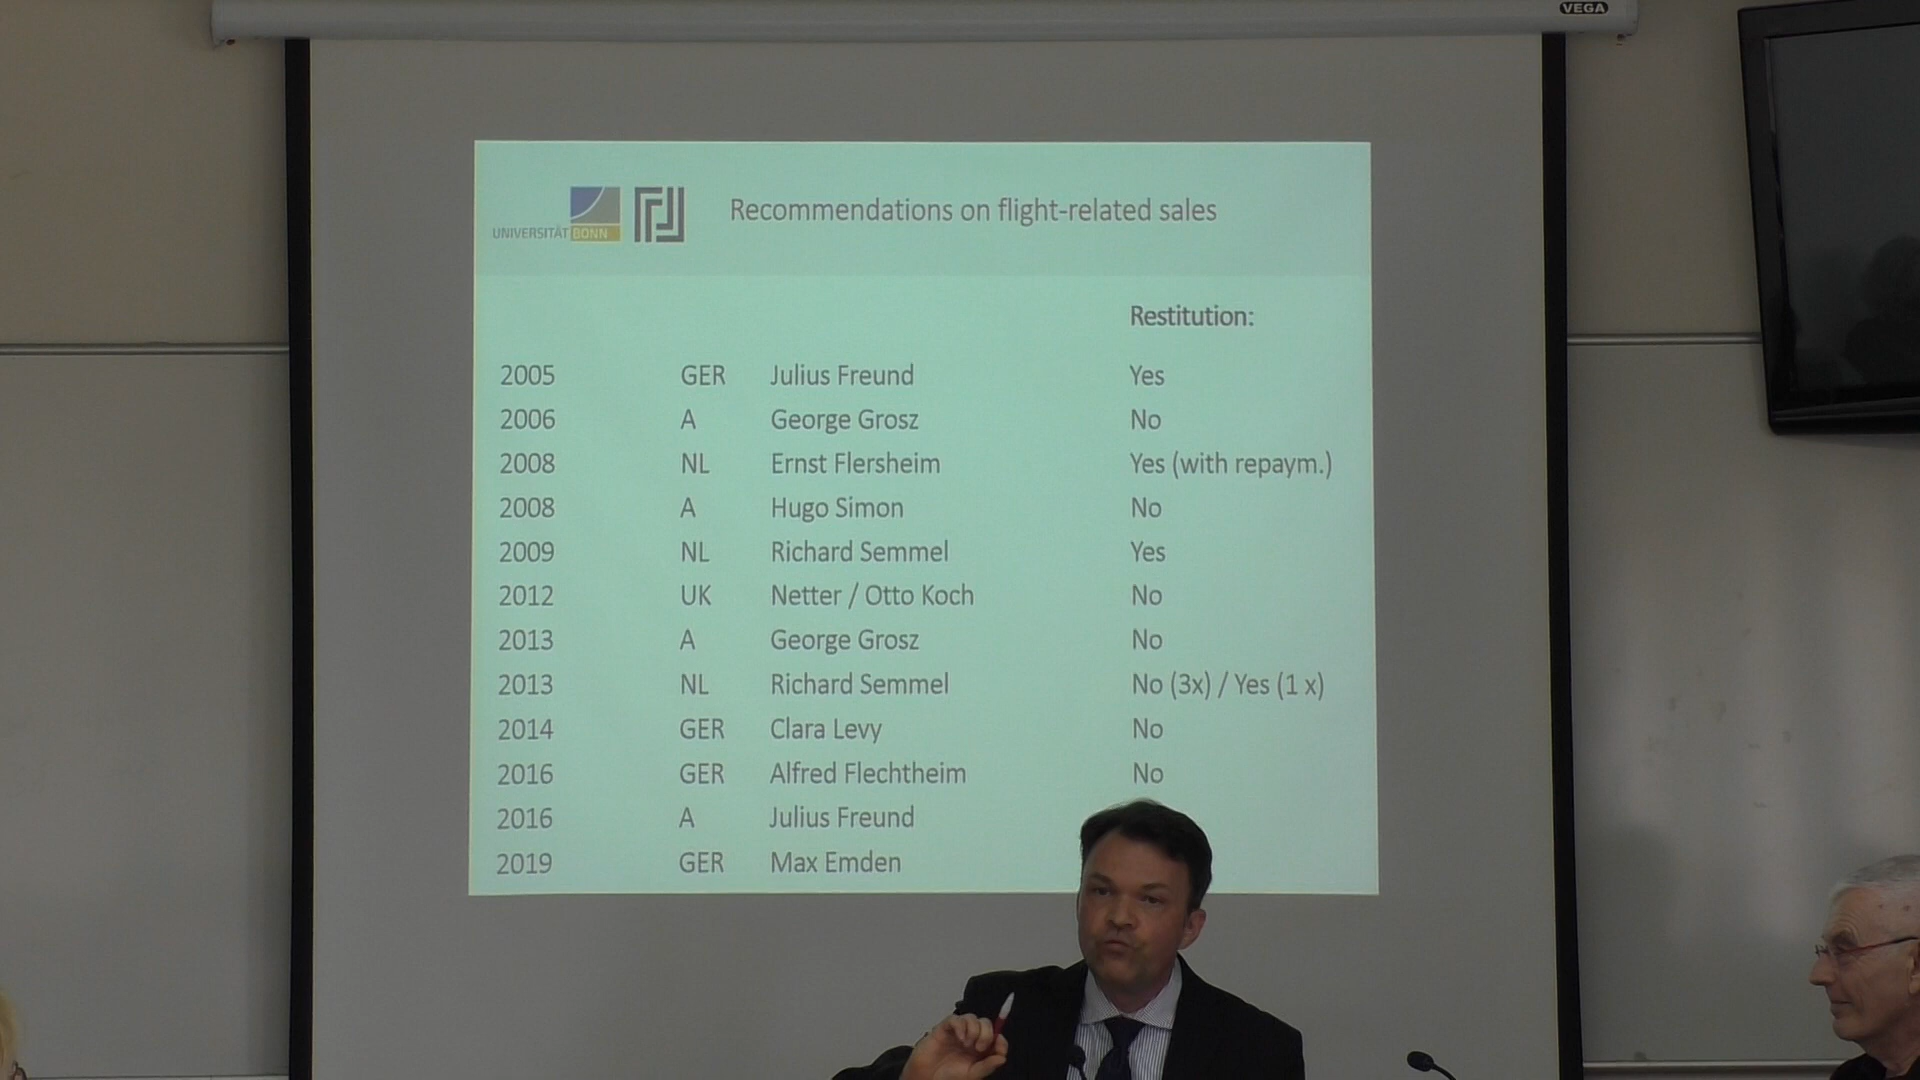 VEGA
UNIVERSITÄT BONN
Recommendations on flight-related sales
Restitution:
2005 GER Julius Freund Yes
2006 A George Grosz No
2008 NL Ernst Flersheim Yes (with repaym.)
2008 A Hugo Simon No
2009 NL Richard Semmel Yes
2012 UK Netter / Otto Koch No
2013 A George Grosz No
2013 NL Richard Semmel No (3x) / Yes (1 x)
2014 GER Clara Levy No
2016 GER Alfred Flechtheim No
2016 A Julius Freund
2019 GER Max Emden